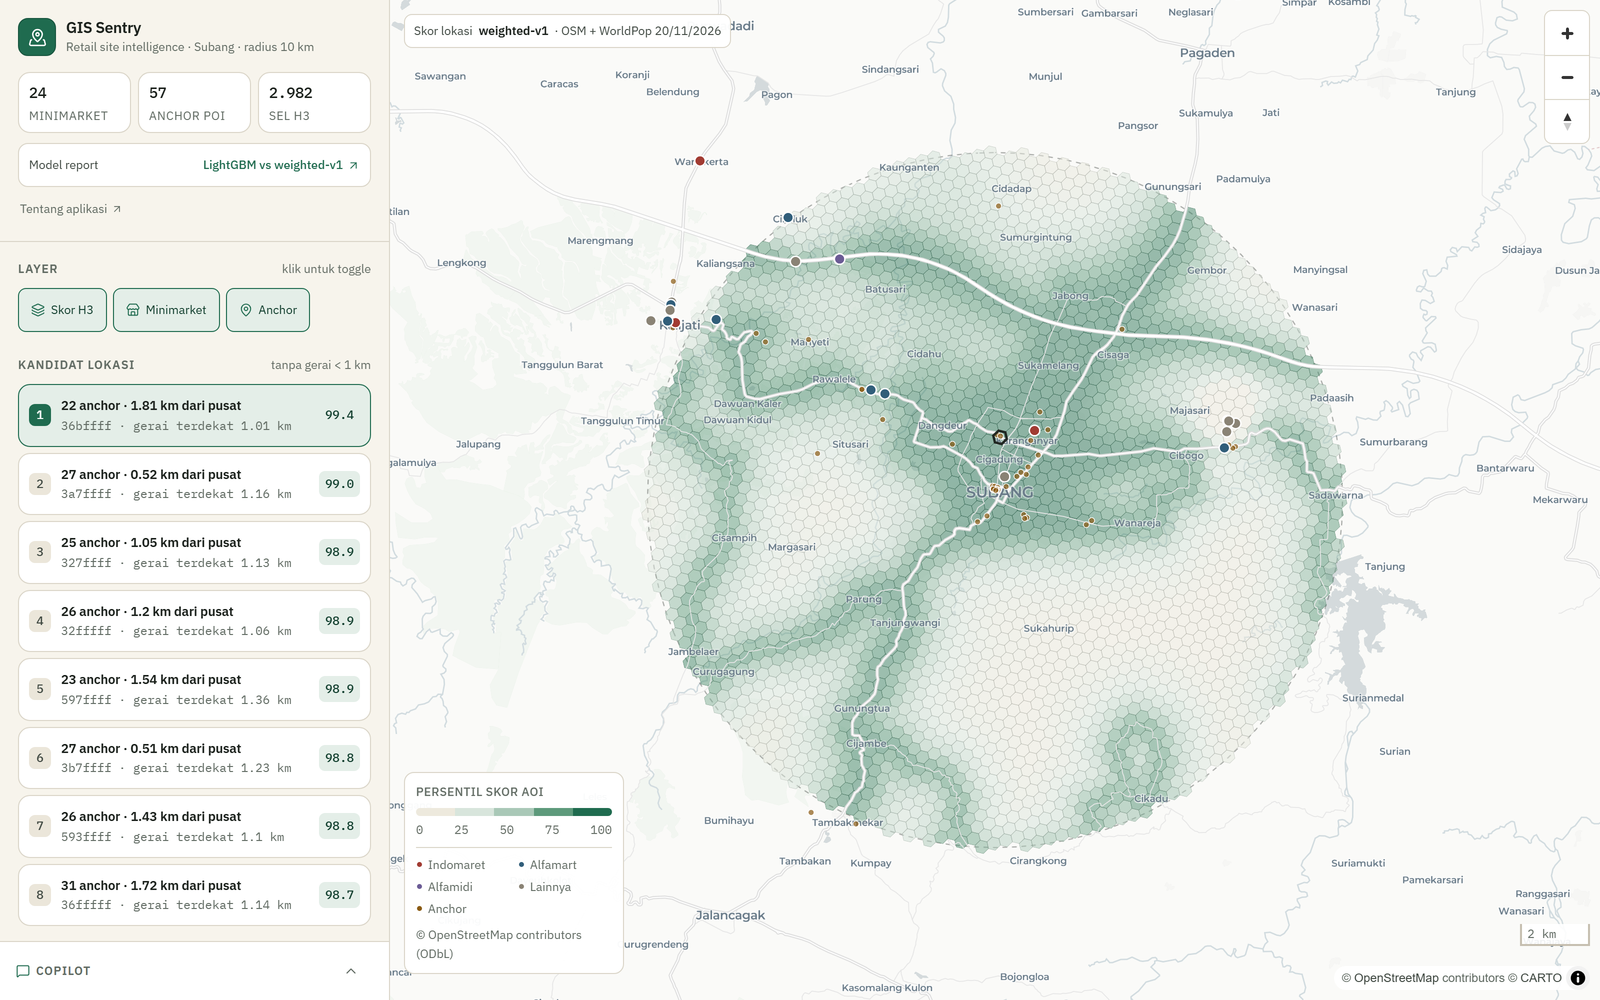 GIS Sentry
Retail site intelligence · Subang · radius 10 km
24
MINIMARKET
57
ANCHOR POI
2.982
SEL H3
Model report
LightGBM vs weighted-v1 ↗
Tentang aplikasi ↗
LAYER
klik untuk toggle
Skor H3
Minimarket
Anchor
KANDIDAT LOKASI
tanpa gerai < 1 km
1
22 anchor · 1.81 km dari pusat
36bffff · gerai terdekat 1.01 km
99.4
2
27 anchor · 0.52 km dari pusat
3a7ffff · gerai terdekat 1.16 km
99.0
3
25 anchor · 1.05 km dari pusat
327ffff · gerai terdekat 1.13 km
98.9
4
26 anchor · 1.2 km dari pusat
32fffff · gerai terdekat 1.06 km
98.9
5
23 anchor · 1.54 km dari pusat
597ffff · gerai terdekat 1.36 km
98.9
6
27 anchor · 0.51 km dari pusat
3b7ffff · gerai terdekat 1.23 km
98.8
7
26 anchor · 1.43 km dari pusat
593ffff · gerai terdekat 1.1 km
98.8
8
31 anchor · 1.72 km dari pusat
36fffff · gerai terdekat 1.14 km
98.7
COPILOT
Skor lokasi weighted-v1 · OSM + WorldPop 20/11/2026
Sumbersari
Gambarsari
Neglasari
Pagaden
Sawangan
Caracas
Koranji
Belendung
Pagon
Sindangsari
Munjul
Tanjung
Pangsor
Sukamulya
Jati
Kaunganten
Cidadap
Gunungsari
Padamulya
Marengmang
Lengkong
Kaliangsana
Sumurgintung
Sidajaya
Gembor
Manyingsal
Batusari
Jabong
Wanasari
Manyeti
Cidahu
Cisaga
Sukamelang
Tanggulun Barat
Rawalele
Dawuan Kaler
Dawuan Kidul
Tanggulun Timur
Padaasih
Majasari
Dangdeur
Situsari
Jalupang
Sumurbarang
Cibogo
Cigadung
Bantarwaru
SUBANG
Sadawarna
Mekarwaru
Wanareja
Cisampih
Margasari
Tanjung
Parung
Tanjungwangi
Sukahurip
Jambelaer
Curugagung
Surianmedal
Gunungtua
Cijambe
Surian
Cikadu
Bumihayu
Tambakan
Kumpay
Cirangkong
Suriamukti
Pamekarsari
Ranggasari
Wanasari
Jalancagak
Bojongloa
Kasomalang Kulon
PERSENTIL SKOR AOI
0 25 50 75 100
Indomaret
Alfamart
Alfamidi
Lainnya
Anchor
© OpenStreetMap contributors
(ODbL)
2 km
© OpenStreetMap contributors © CARTO